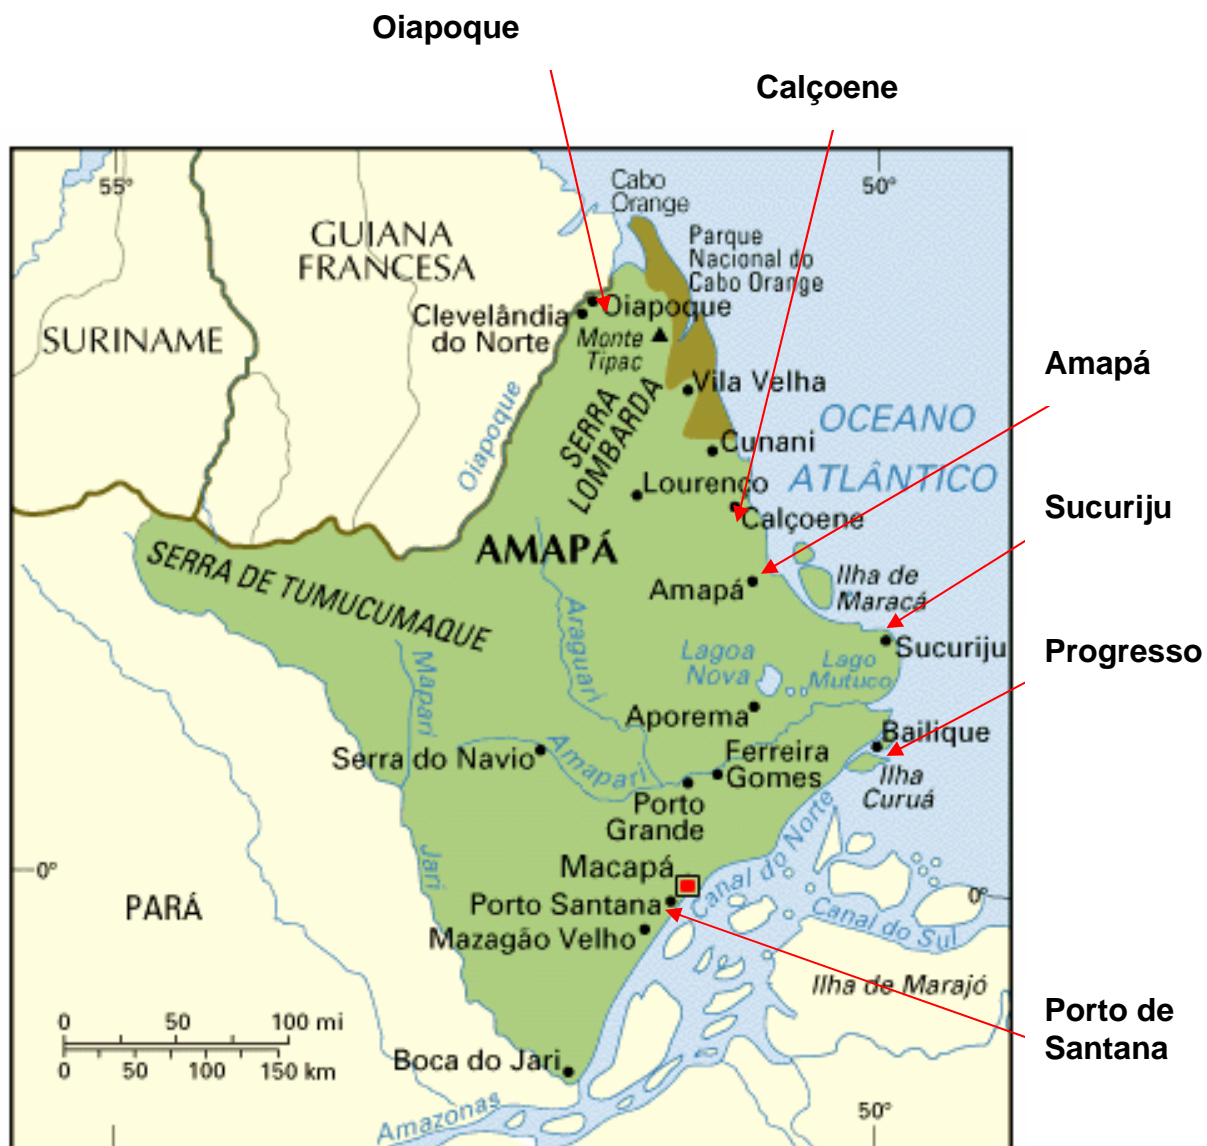 Oiapoque
Calçoene
Cabo
Orange
55°
50°
GUIANA
FRANCESA
Parque
Nacional do
Cabo Orange
Oiapoque
Clevelândia
do Norte
SURINAME
Monte
Tipac
Amapá
Vila Velha
Oiapoque
SERRA
LOMBARDA
OCEANO
ATLÂNTICO
Cunani
Lourenço
Calçoene
Sucuriju
AMAPÁ
SERRA DE TUMUCUMAQUE
Amapá
Ilha de
Maracá
Araguari
Mapari
Lagoa
Nova
Lago
Mutuco
Sucuriju
Progresso
Aporema
Bailique
Serra do Navio
Amapari
Ferreira
Gomes
Ilha
Curuá
Porto
Grande
Canal do Norte
Jari
Macapá
0°
0°
PARÁ
Porto Santana
Canal do Sul
Mazagão Velho
Ilha de Marajó
Porto de
Santana
0 50 100 mi
0 50 100 150 km
Boca do Jari
Amazonas
50°